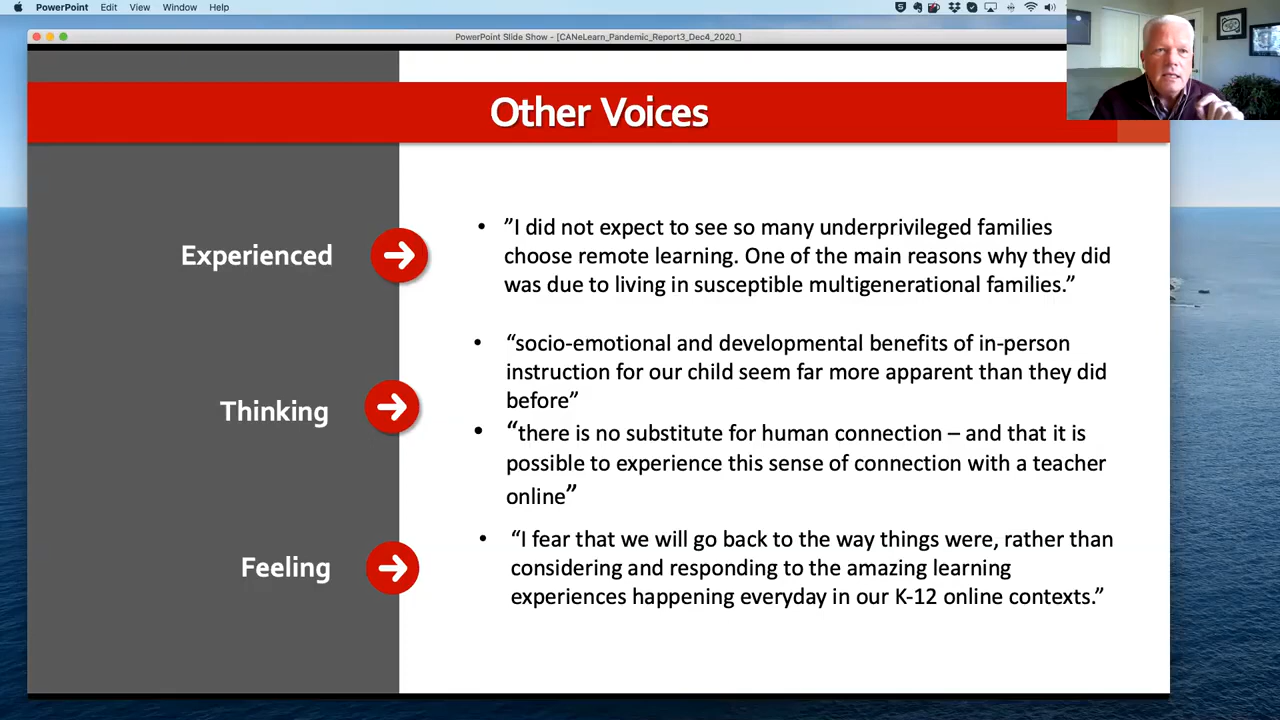 PowerPoint Edit View Window Help
PowerPoint Slide Show - [CANeLearn_Pandemic_Report3_Dec4_2020_]
Other Voices
Experienced
• ”I did not expect to see so many underprivileged families
choose remote learning. One of the main reasons why they did
was due to living in susceptible multigenerational families.”
Thinking
• “socio-emotional and developmental benefits of in-person
instruction for our child seem far more apparent than they did
before”
• “there is no substitute for human connection – and that it is
possible to experience this sense of connection with a teacher
online”
Feeling
• “I fear that we will go back to the way things were, rather than
considering and responding to the amazing learning
experiences happening everyday in our K-12 online contexts.”